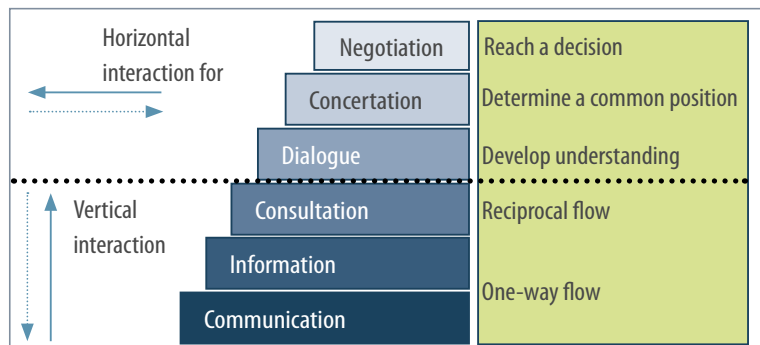 Horizontal
interaction for
Negotiation
Reach a decision
Concertation
Determine a common position
Dialogue
Develop understanding
Vertical
interaction
Consultation
Reciprocal flow
Information
One-way flow
Communication